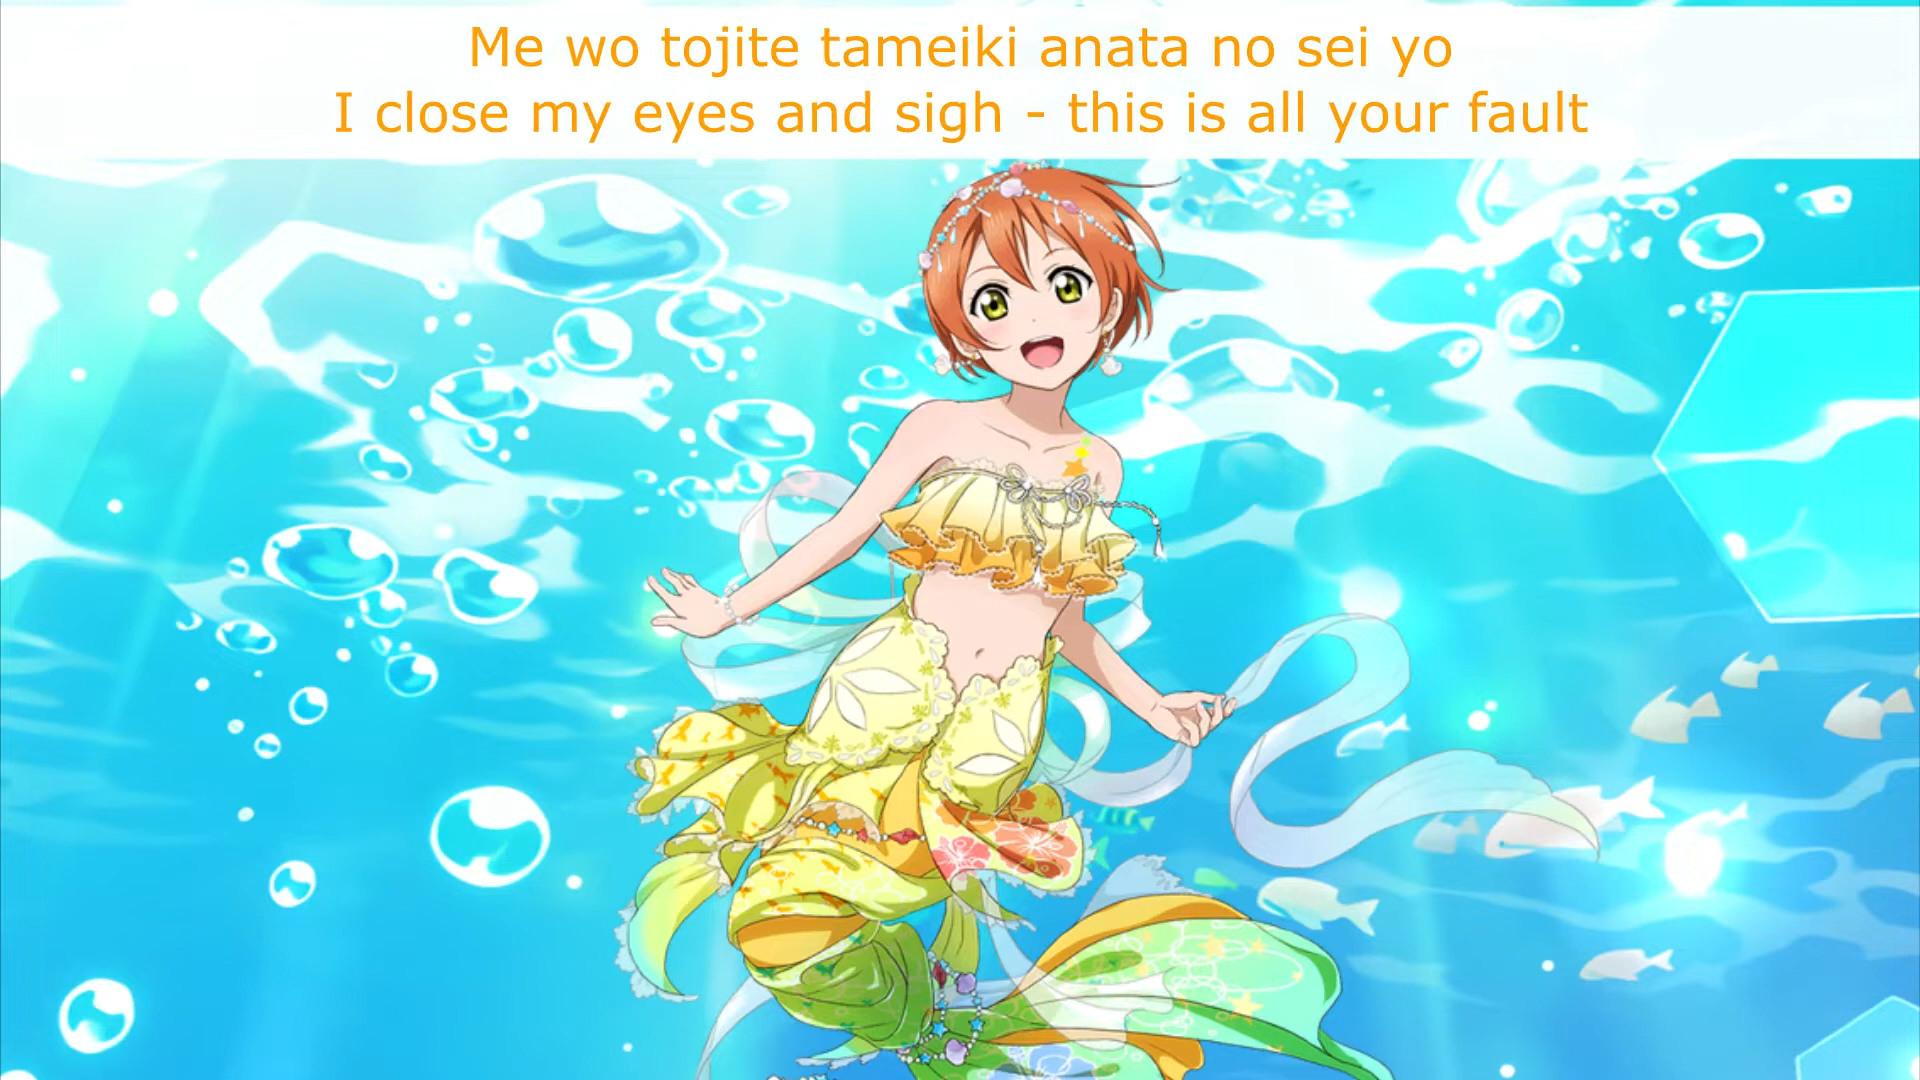 Me wo tojite tameiki anata no sei yo
I close my eyes and sigh - this is all your fault